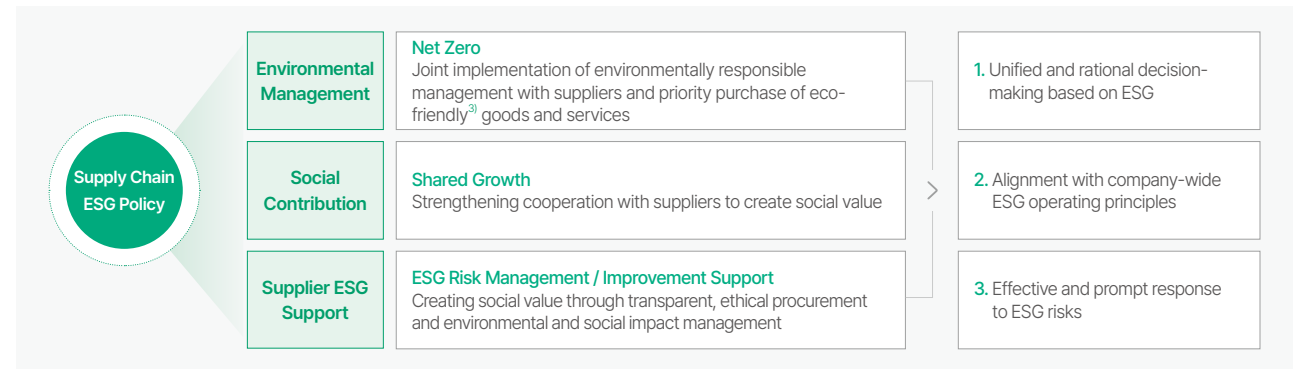 Supply Chain
ESG Policy
Environmental
Management
Net Zero
Joint implementation of environmentally responsible
management with suppliers and priority purchase of eco-
friendly3) goods and services
Social
Contribution
Shared Growth
Strengthening cooperation with suppliers to create social value
Supplier ESG
Support
ESG Risk Management / Improvement Support
Creating social value through transparent, ethical procurement
and environmental and social impact management
1. Unified and rational decision-
making based on ESG
2. Alignment with company-wide
ESG operating principles
3. Effective and prompt response
to ESG risks